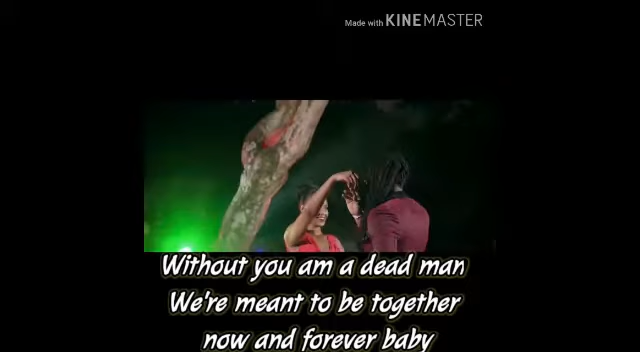 Made with KINEMASTER
Without you am a dead man
We're meant to be together
now and forever baby